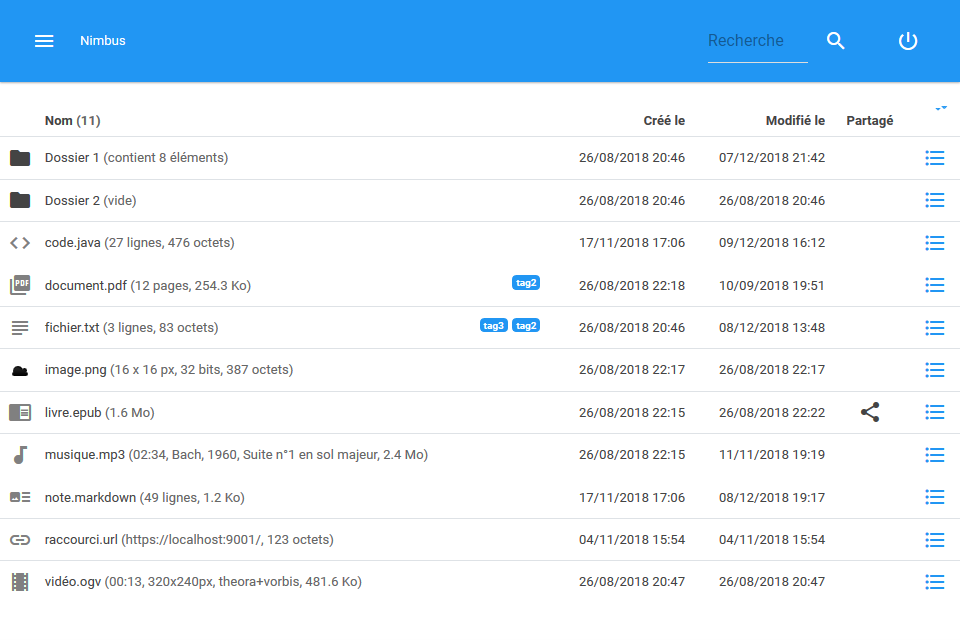 Nimbus Recherche
Nom (11) Créé le Modifié le Partagé
Dossier 1 (contient 8 éléments) 26/08/2018 20:46 07/12/2018 21:42
Dossier 2 (vide) 26/08/2018 20:46 26/08/2018 20:46
code.java (27 lignes, 476 octets) 17/11/2018 17:06 09/12/2018 16:12
PDF document.pdf (12 pages, 254.3 Ko) tag2 26/08/2018 22:18 10/09/2018 19:51
fichier.txt (3 lignes, 83 octets) tag3 tag2 26/08/2018 20:46 08/12/2018 13:48
image.png (16 x 16 px, 32 bits, 387 octets) 26/08/2018 22:17 26/08/2018 22:17
livre.epub (1.6 Mo) 26/08/2018 22:15 26/08/2018 22:22
musique.mp3 (02:34, Bach, 1960, Suite n°1 en sol majeur, 2.4 Mo) 26/08/2018 22:15 11/11/2018 19:19
note.markdown (49 lignes, 1.2 Ko) 17/11/2018 17:06 08/12/2018 19:17
raccourci.url (https://localhost:9001/, 123 octets) 04/11/2018 15:54 04/11/2018 15:54
vidéo.ogv (00:13, 320x240px, theora+vorbis, 481.6 Ko) 26/08/2018 20:47 26/08/2018 20:47